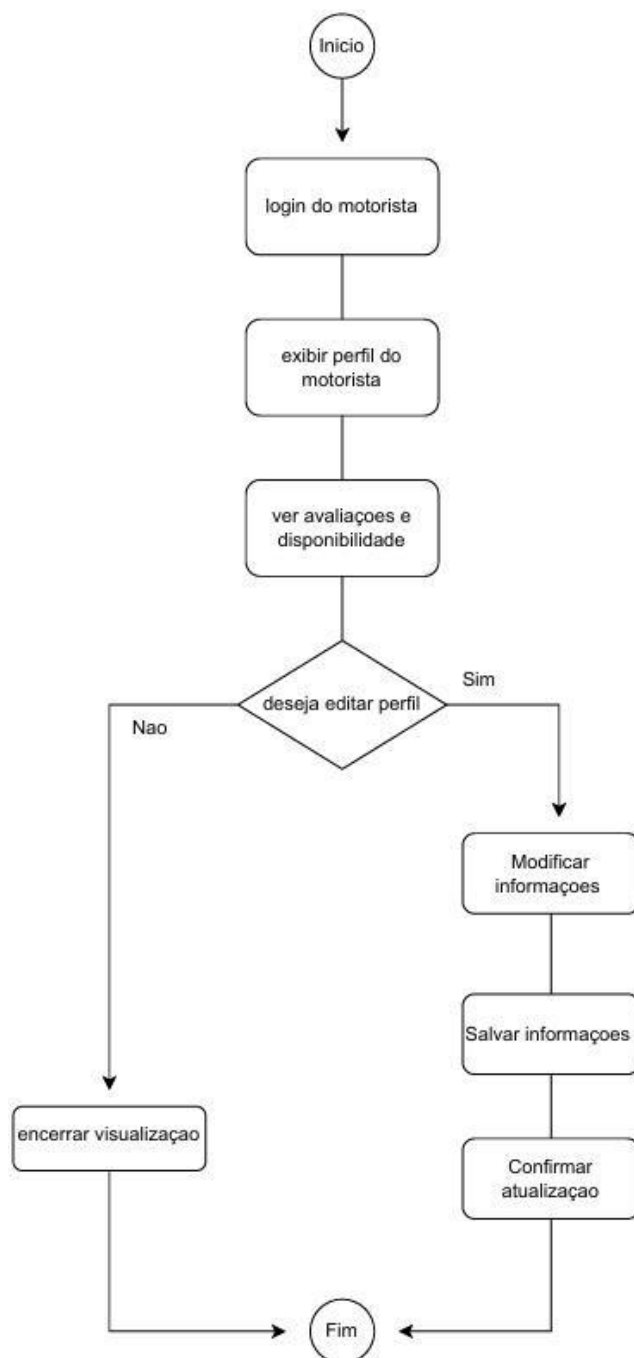 Inicio
login do motorista
exibir perfil do
motorista
ver avaliaçoes e
disponibilidade
deseja editar perfil
Sim
Nao
Modificar
informaçoes
Salvar informaçoes
encerrar visualizaçao
Confirmar
atualizaçao
Fim